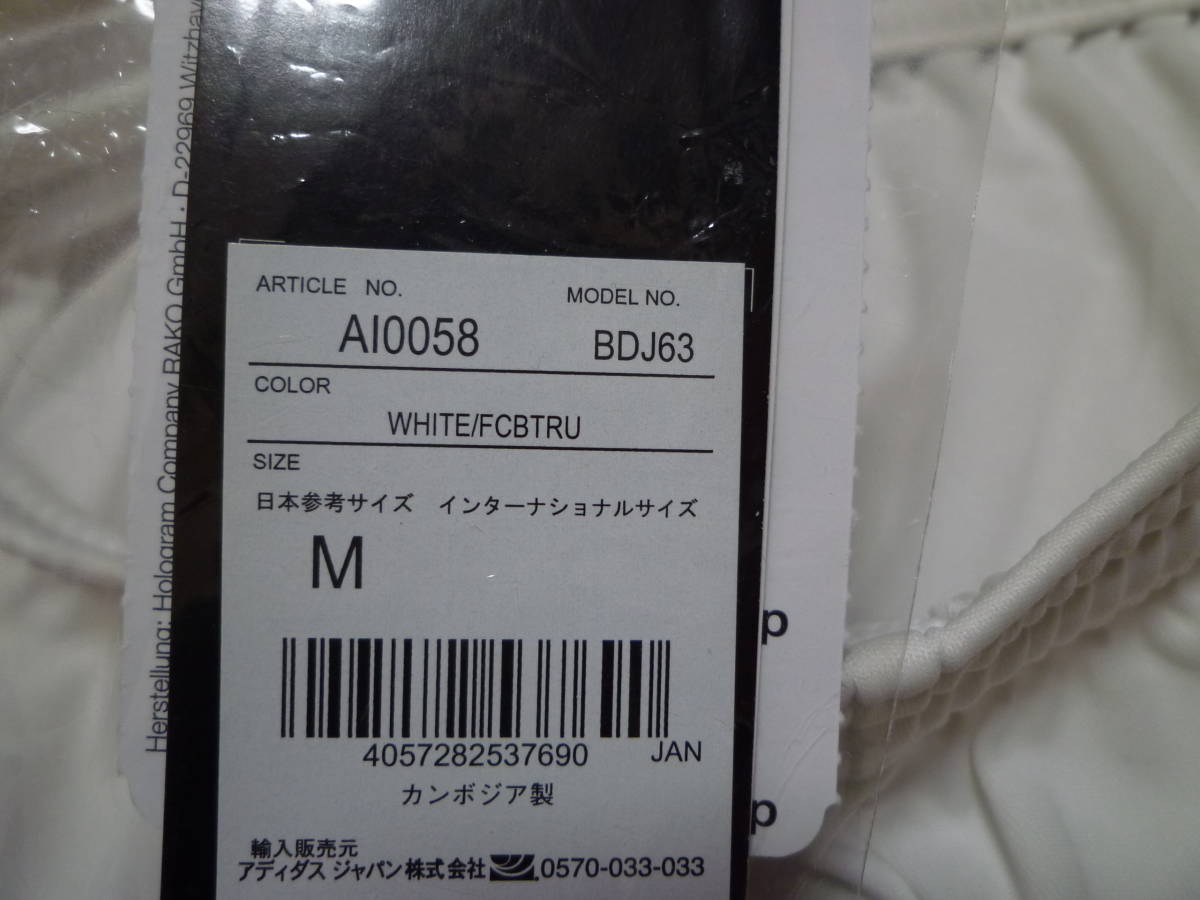 ARTICLE NO.
MODEL NO.
AI0058
BDJ63
COLOR
WHITE/FCBTRU
SIZE
日本参考サイズ インターナショナルサイズ
M
4057282537690
JAN
カンボジア製
輸入販売元
アディダス ジャパン株式会社 0570-033-033
Herstellung: Hologram Company BAKO GmbH · D-22969 Witzhave
p
p